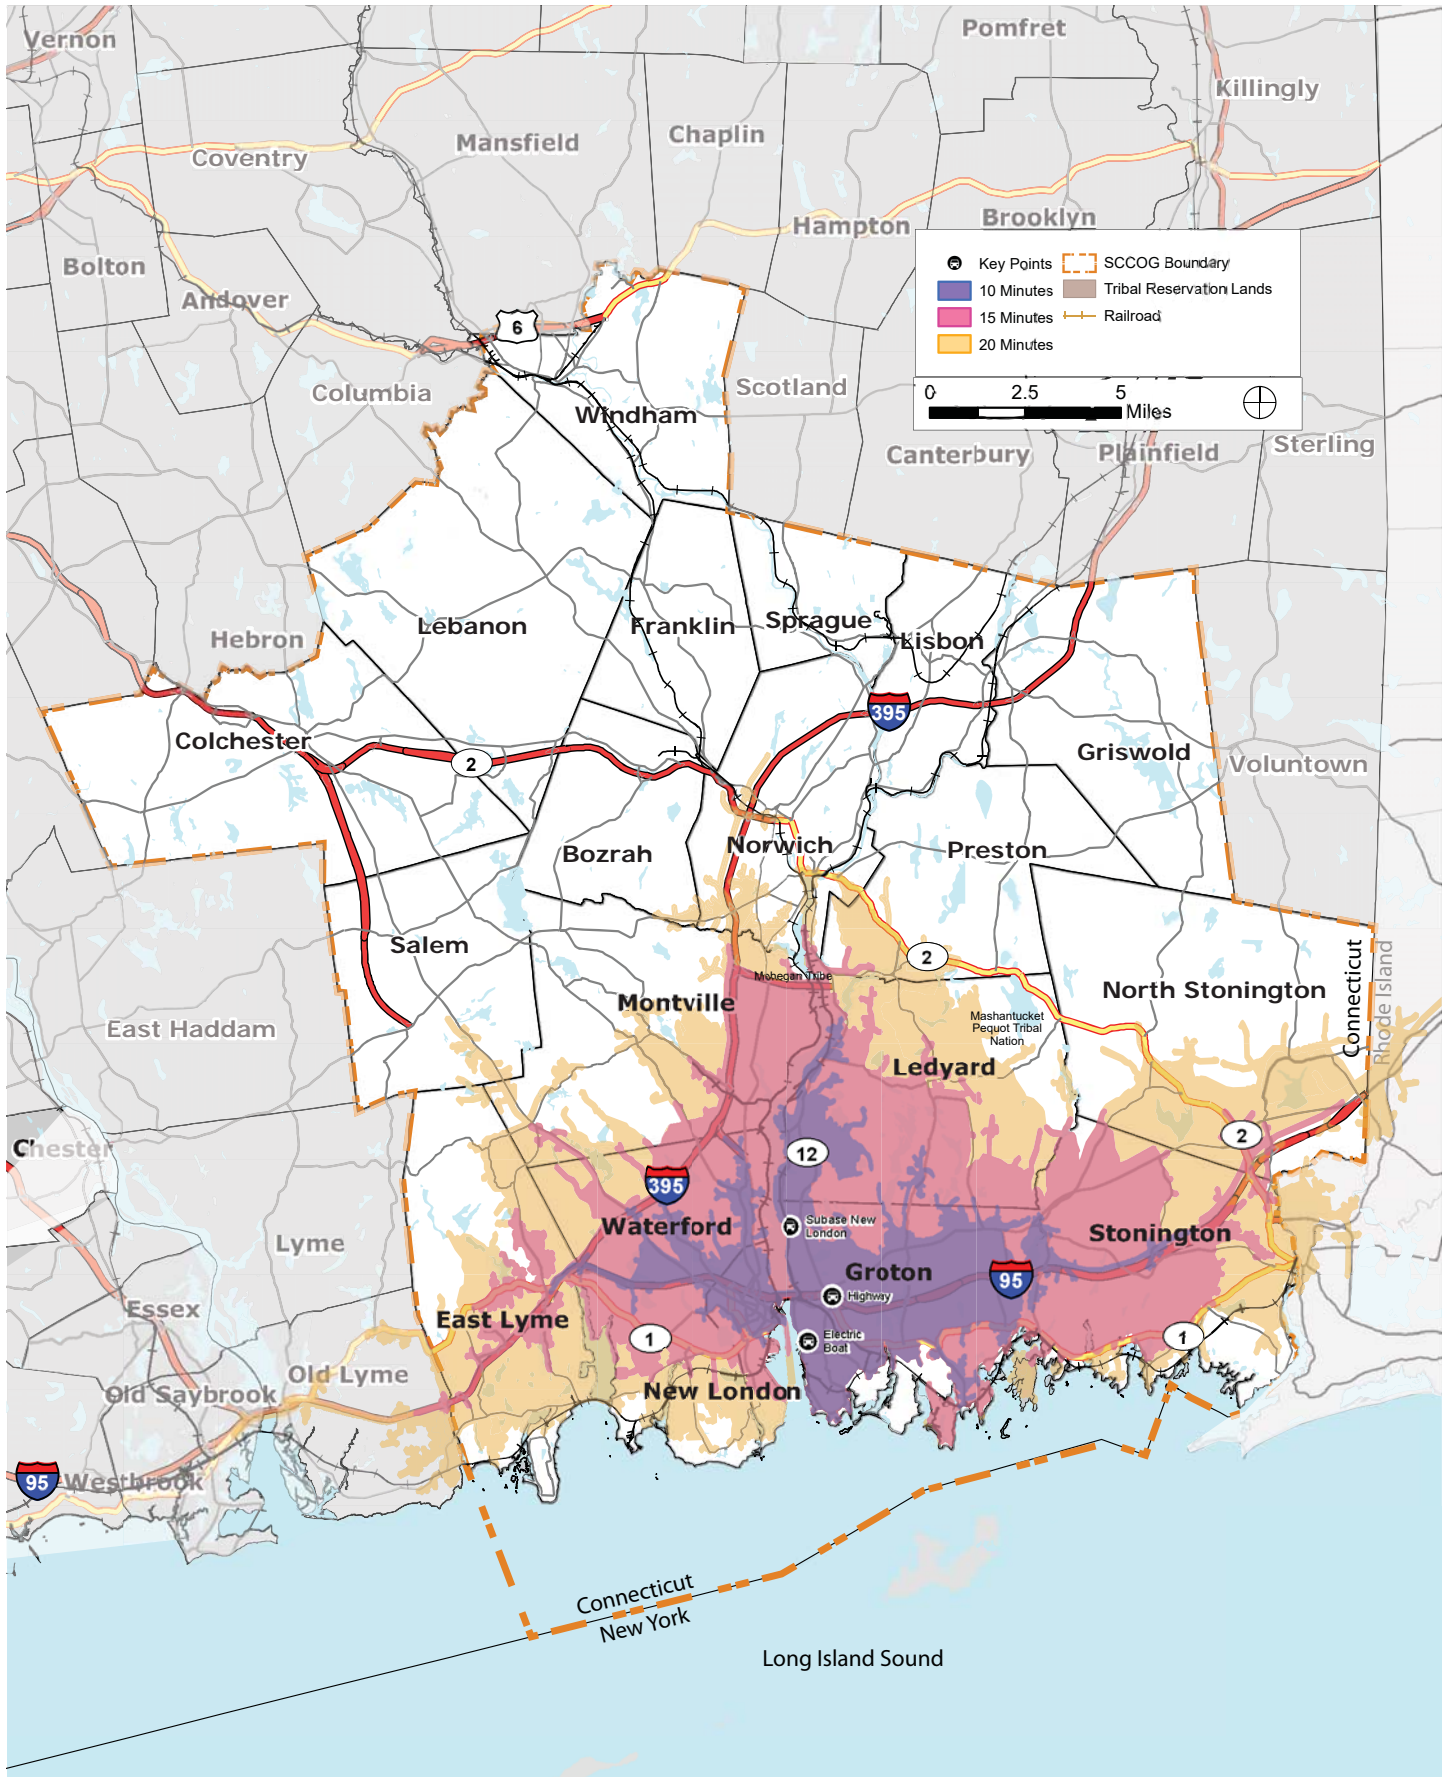 Vernon
Pomfret
Killingly
Mansfield
Chaplin
Coventry
Hampton
Brooklyn
Bolton
Andover
Key Points
SCCOG Boundary
10 Minutes
Tribal Reservation Lands
15 Minutes
Railroad
20 Minutes
6
Columbia
Scotland
0 2.5 5
Miles
Windham
Canterbury
Plainfield
Sterling
Hebron
Lebanon
Franklin
Sprague
Lisbon
395
Colchester
2
Griswold
Voluntown
Bozrah
Norwich
Preston
Salem
2
Connecticut
Rhode Island
Mohegan Tribe
Montville
North Stonington
East Haddam
Mashantucket
Pequot Tribal
Nation
Ledyard
Chester
12
2
395
Waterford
Subase New
London
Stonington
Lyme
Groton
95
Highway
Essex
East Lyme
1
Electric
Boat
1
Old Lyme
Old Saybrook
New London
95
Westbrook
Connecticut
New York
Long Island Sound